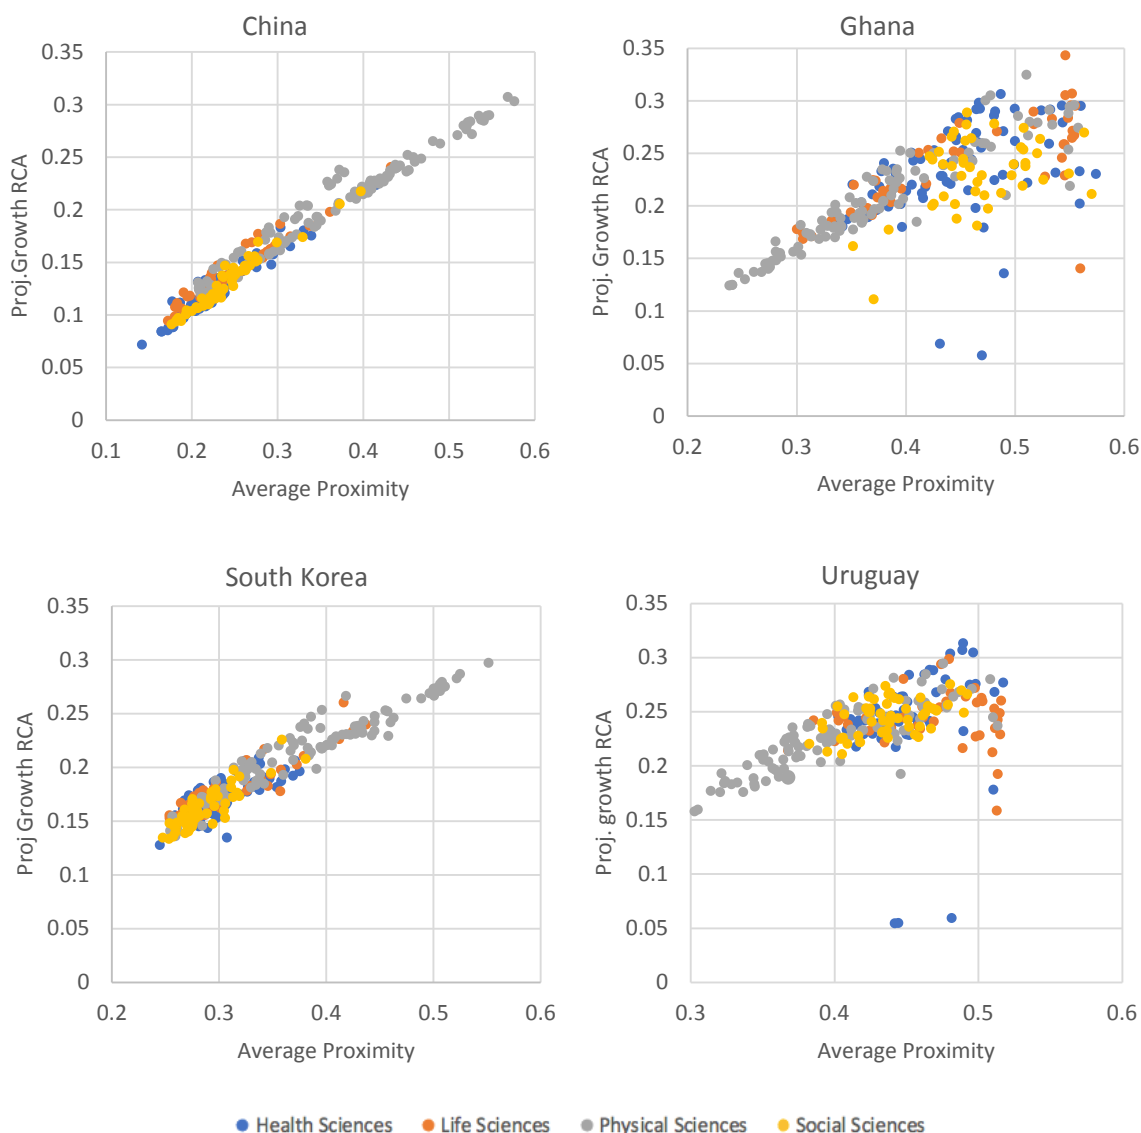 China
0.35
0.3
0.25
0.2
0.15
0.1
0.05
0
0.1 0.2 0.3 0.4 0.5 0.6
Proj.Growth RCA
Average Proximity
Ghana
0.35
0.3
0.25
0.2
0.15
0.1
0.05
0
0.2 0.3 0.4 0.5 0.6
Proj. Growth RCA
Average Proximity
South Korea
0.35
0.3
0.25
0.2
0.15
0.1
0.05
0
0.2 0.3 0.4 0.5 0.6
Proj Growth RCA
Average Proximity
Uruguay
0.35
0.3
0.25
0.2
0.15
0.1
0.05
0
0.3 0.4 0.5 0.6
Proj. growth RCA
Average Proximity
Health Sciences Life Sciences Physical Sciences Social Sciences